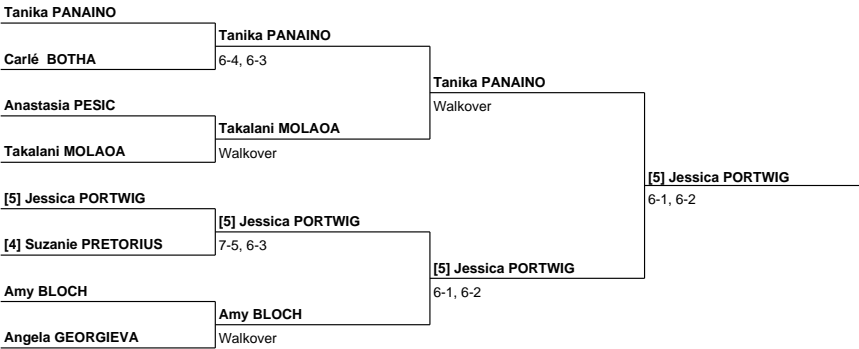 Tanika PANAINO
Tanika PANAINO
Carlé BOTHA
6-4, 6-3
Tanika PANAINO
Anastasia PESIC
Walkover
Takalani MOLAOA
Takalani MOLAOA
Walkover
[5] Jessica PORTWIG
6-1, 6-2
[5] Jessica PORTWIG
[5] Jessica PORTWIG
[4] Suzanie PRETORIUS
7-5, 6-3
[5] Jessica PORTWIG
Amy BLOCH
6-1, 6-2
Amy BLOCH
Angela GEORGIEVA
Walkover